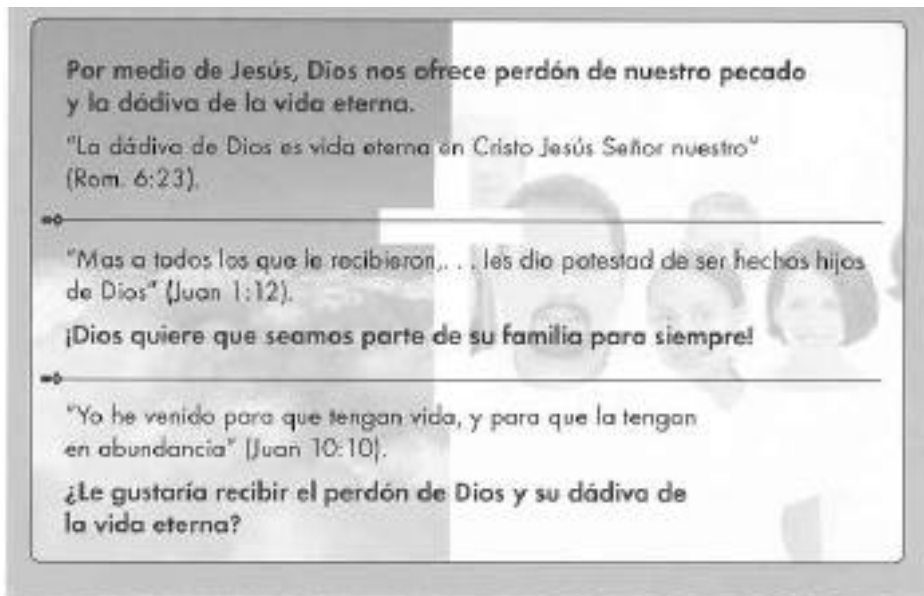 Por medio de Jesús, Dios nos ofrece perdón de nuestro pecado
y la dádiva de la vida eterna.
"La dádiva de Dios es vida eterna en Cristo Jesús Señor nuestro"
(Rom. 6:23).
"Mas a todos los que le recibieron,. . . les dio potestad de ser hechos hijos
de Dios" (Juan 1:12).
¡Dios quiere que seamos parte de su familia para siempre!
"Yo he venido para que tengan vida, y para que la tengan
en abundancia" (Juan 10:10).
¿Le gustaría recibir el perdón de Dios y su dádiva de
la vida eterna?